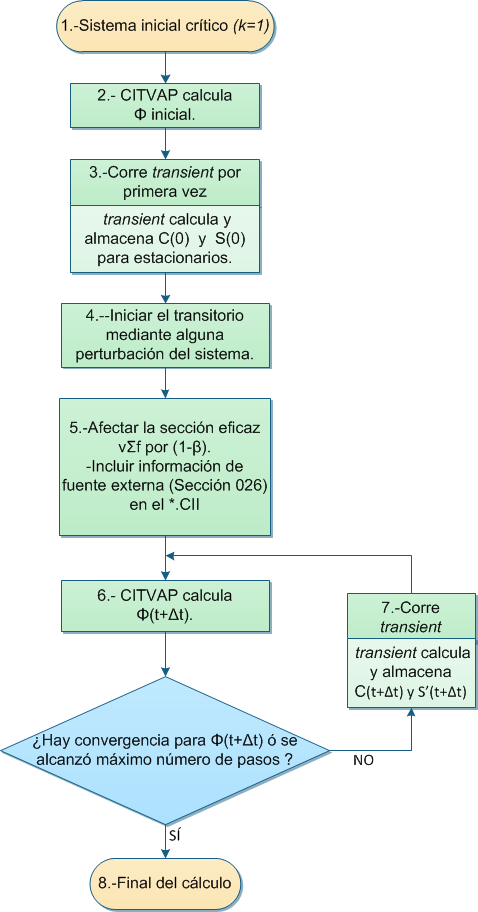 1.-Sistema inicial crítico (k=1)
2.- CITVAP calcula
Φ inicial.
3.-Corre transient por
primera vez
transient calcula y
almacena C(0) y S(0)
para estacionarios.
4.--Iniciar el transitorio
mediante alguna
perturbación del sistema.
5.-Afectar la sección eficaz
νΣf por (1-β).
-Incluir información de
fuente externa (Sección 026)
en el *.CII
6.- CITVAP calcula
Φ(t+Δt).
7.-Corre
transient
transient calcula
y almacena
C(t+Δt) y S’(t+Δt)
¿Hay convergencia para Φ(t+Δt) ó se
alcanzó máximo número de pasos ?
NO
SÍ
8.-Final del cálculo